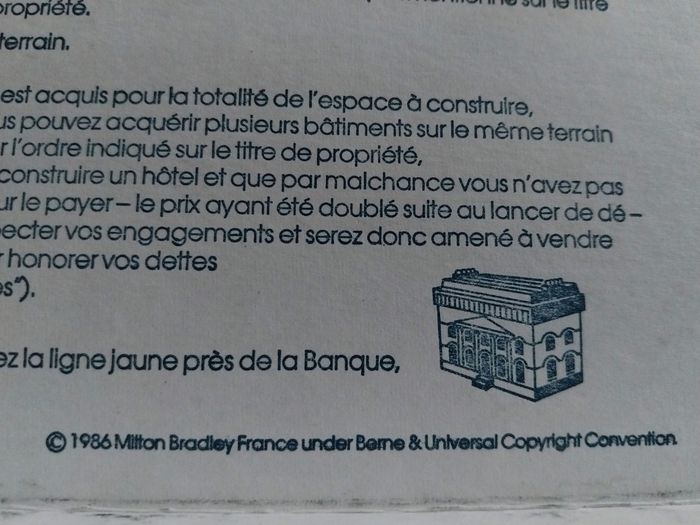 propriété.
sur le titre
terrain.
est acquis pour la totalité de l'espace à construire,
us pouvez acquérir plusieurs bâtiments sur le même terrain
r l'ordre indiqué sur le titre de propriété,
construire un hôtel et que par malchance vous n'avez pas
ur le payer – le prix ayant été doublé suite au lancer de dé –
ecter vos engagements et serez donc amené à vendre
r honorer vos dettes
es").
ez la ligne jaune près de la Banque,
© 1986 Milton Bradley France under Berne & Universal Copyright Convention.